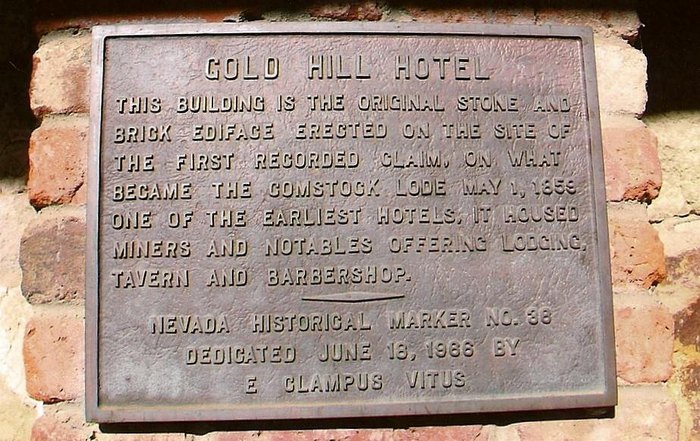 GOLD HILL HOTEL
THIS BUILDING IS THE ORIGINAL STONE AND
BRICK EDIFACE ERECTED ON THE SITE OF
THE FIRST RECORDED CLAIM, ON WHAT
BECAME THE COMSTOCK LODE MAY 1, 1859
ONE OF THE EARLIEST HOTELS, IT HOUSED
MINERS AND NOTABLES OFFERING LODGING,
TAVERN AND BARBERSHOP.
NEVADA HISTORICAL MARKER NO. 36
DEDICATED JUNE 18, 1966 BY
E CLAMPUS VITUS